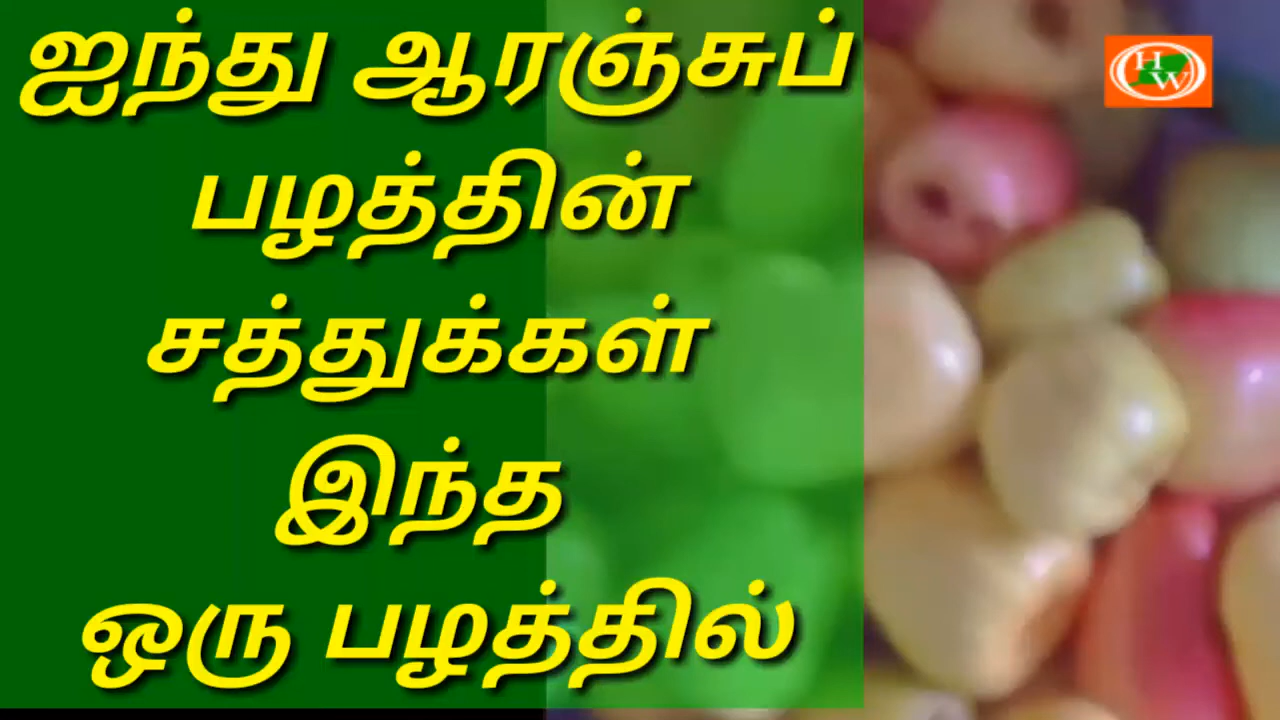 ஐந்து ஆரஞ்சுப்
பழத்தின்
சத்துக்கள்
இந்த
ஒரு பழத்தில்
H
W